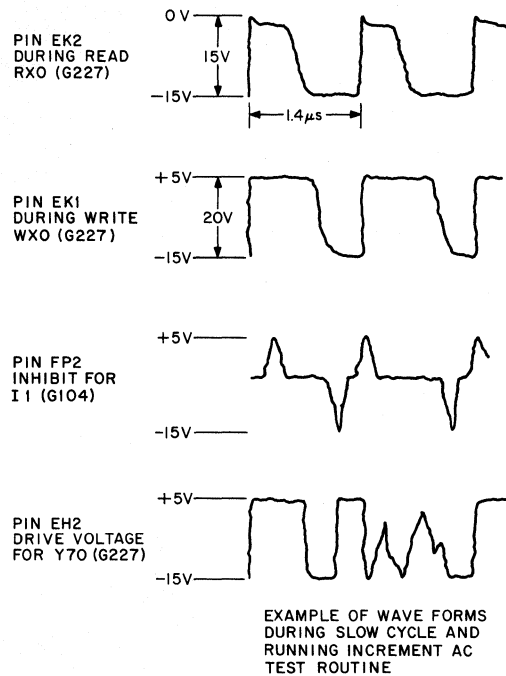 PIN EK2
DURING READ
RXO (G227)
0V
15V
-15V
1.4µs
PIN EK1
DURING WRITE
WXO (G227)
+5V
20V
-15V
PIN FP2
INHIBIT FOR
I1 (G104)
+5V
-15V
PIN EH2
DRIVE VOLTAGE
FOR Y70 (G227)
+5V
-15V
EXAMPLE OF WAVE FORMS
DURING SLOW CYCLE AND
RUNNING INCREMENT AC
TEST ROUTINE